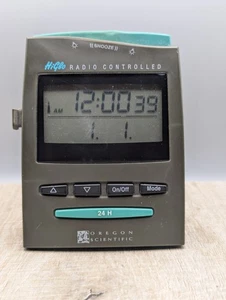 SNOOZE
HiGlo RADIO CONTROLLED
AM 12:00 39
1. 1.
On/Off Mode
24 H
OREGON
SCIENTIFIC